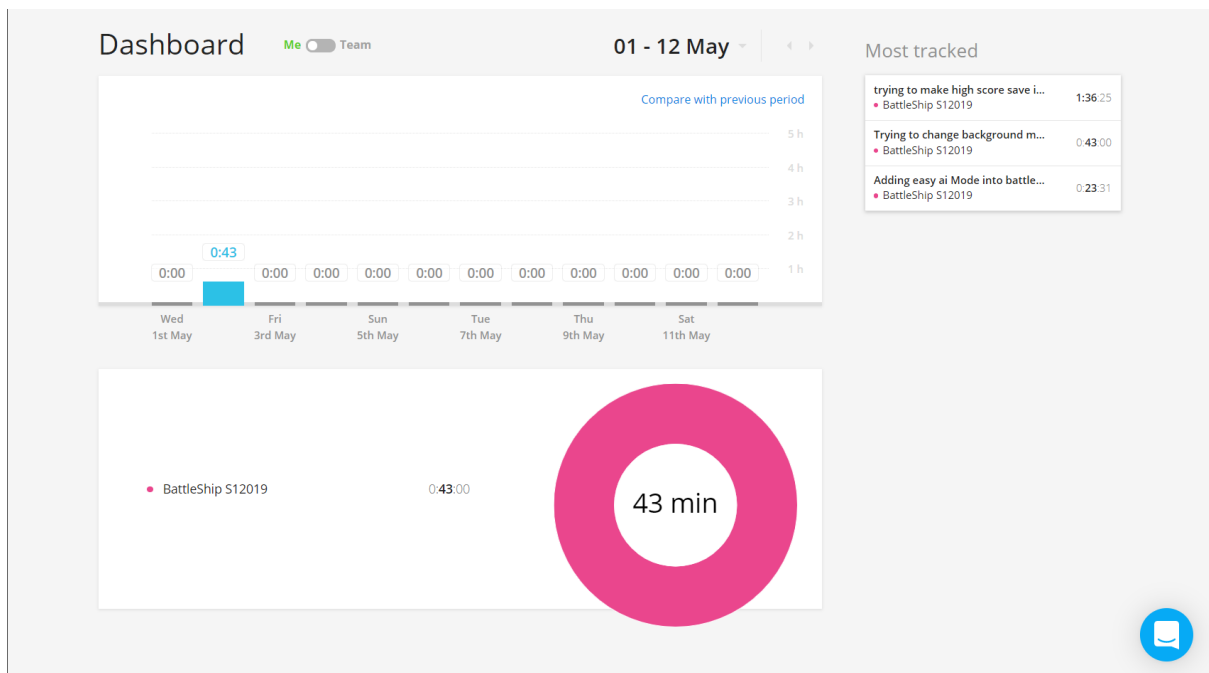 Dashboard
Me Team
01 - 12 May
Compare with previous period
5 h
4 h
3 h
2 h
1 h
0:00 0:43 0:00 0:00 0:00 0:00 0:00 0:00 0:00 0:00 0:00 0:00
Wed Fri Sun Tue Thu Sat
1st May 3rd May 5th May 7th May 9th May 11th May
BattleShip S12019 0:43:00
43 min
Most tracked
trying to make high score save i... 1:36:25
BattleShip S12019
Trying to change background m... 0:43:00
BattleShip S12019
Adding easy ai Mode into battle... 0:23:31
BattleShip S12019